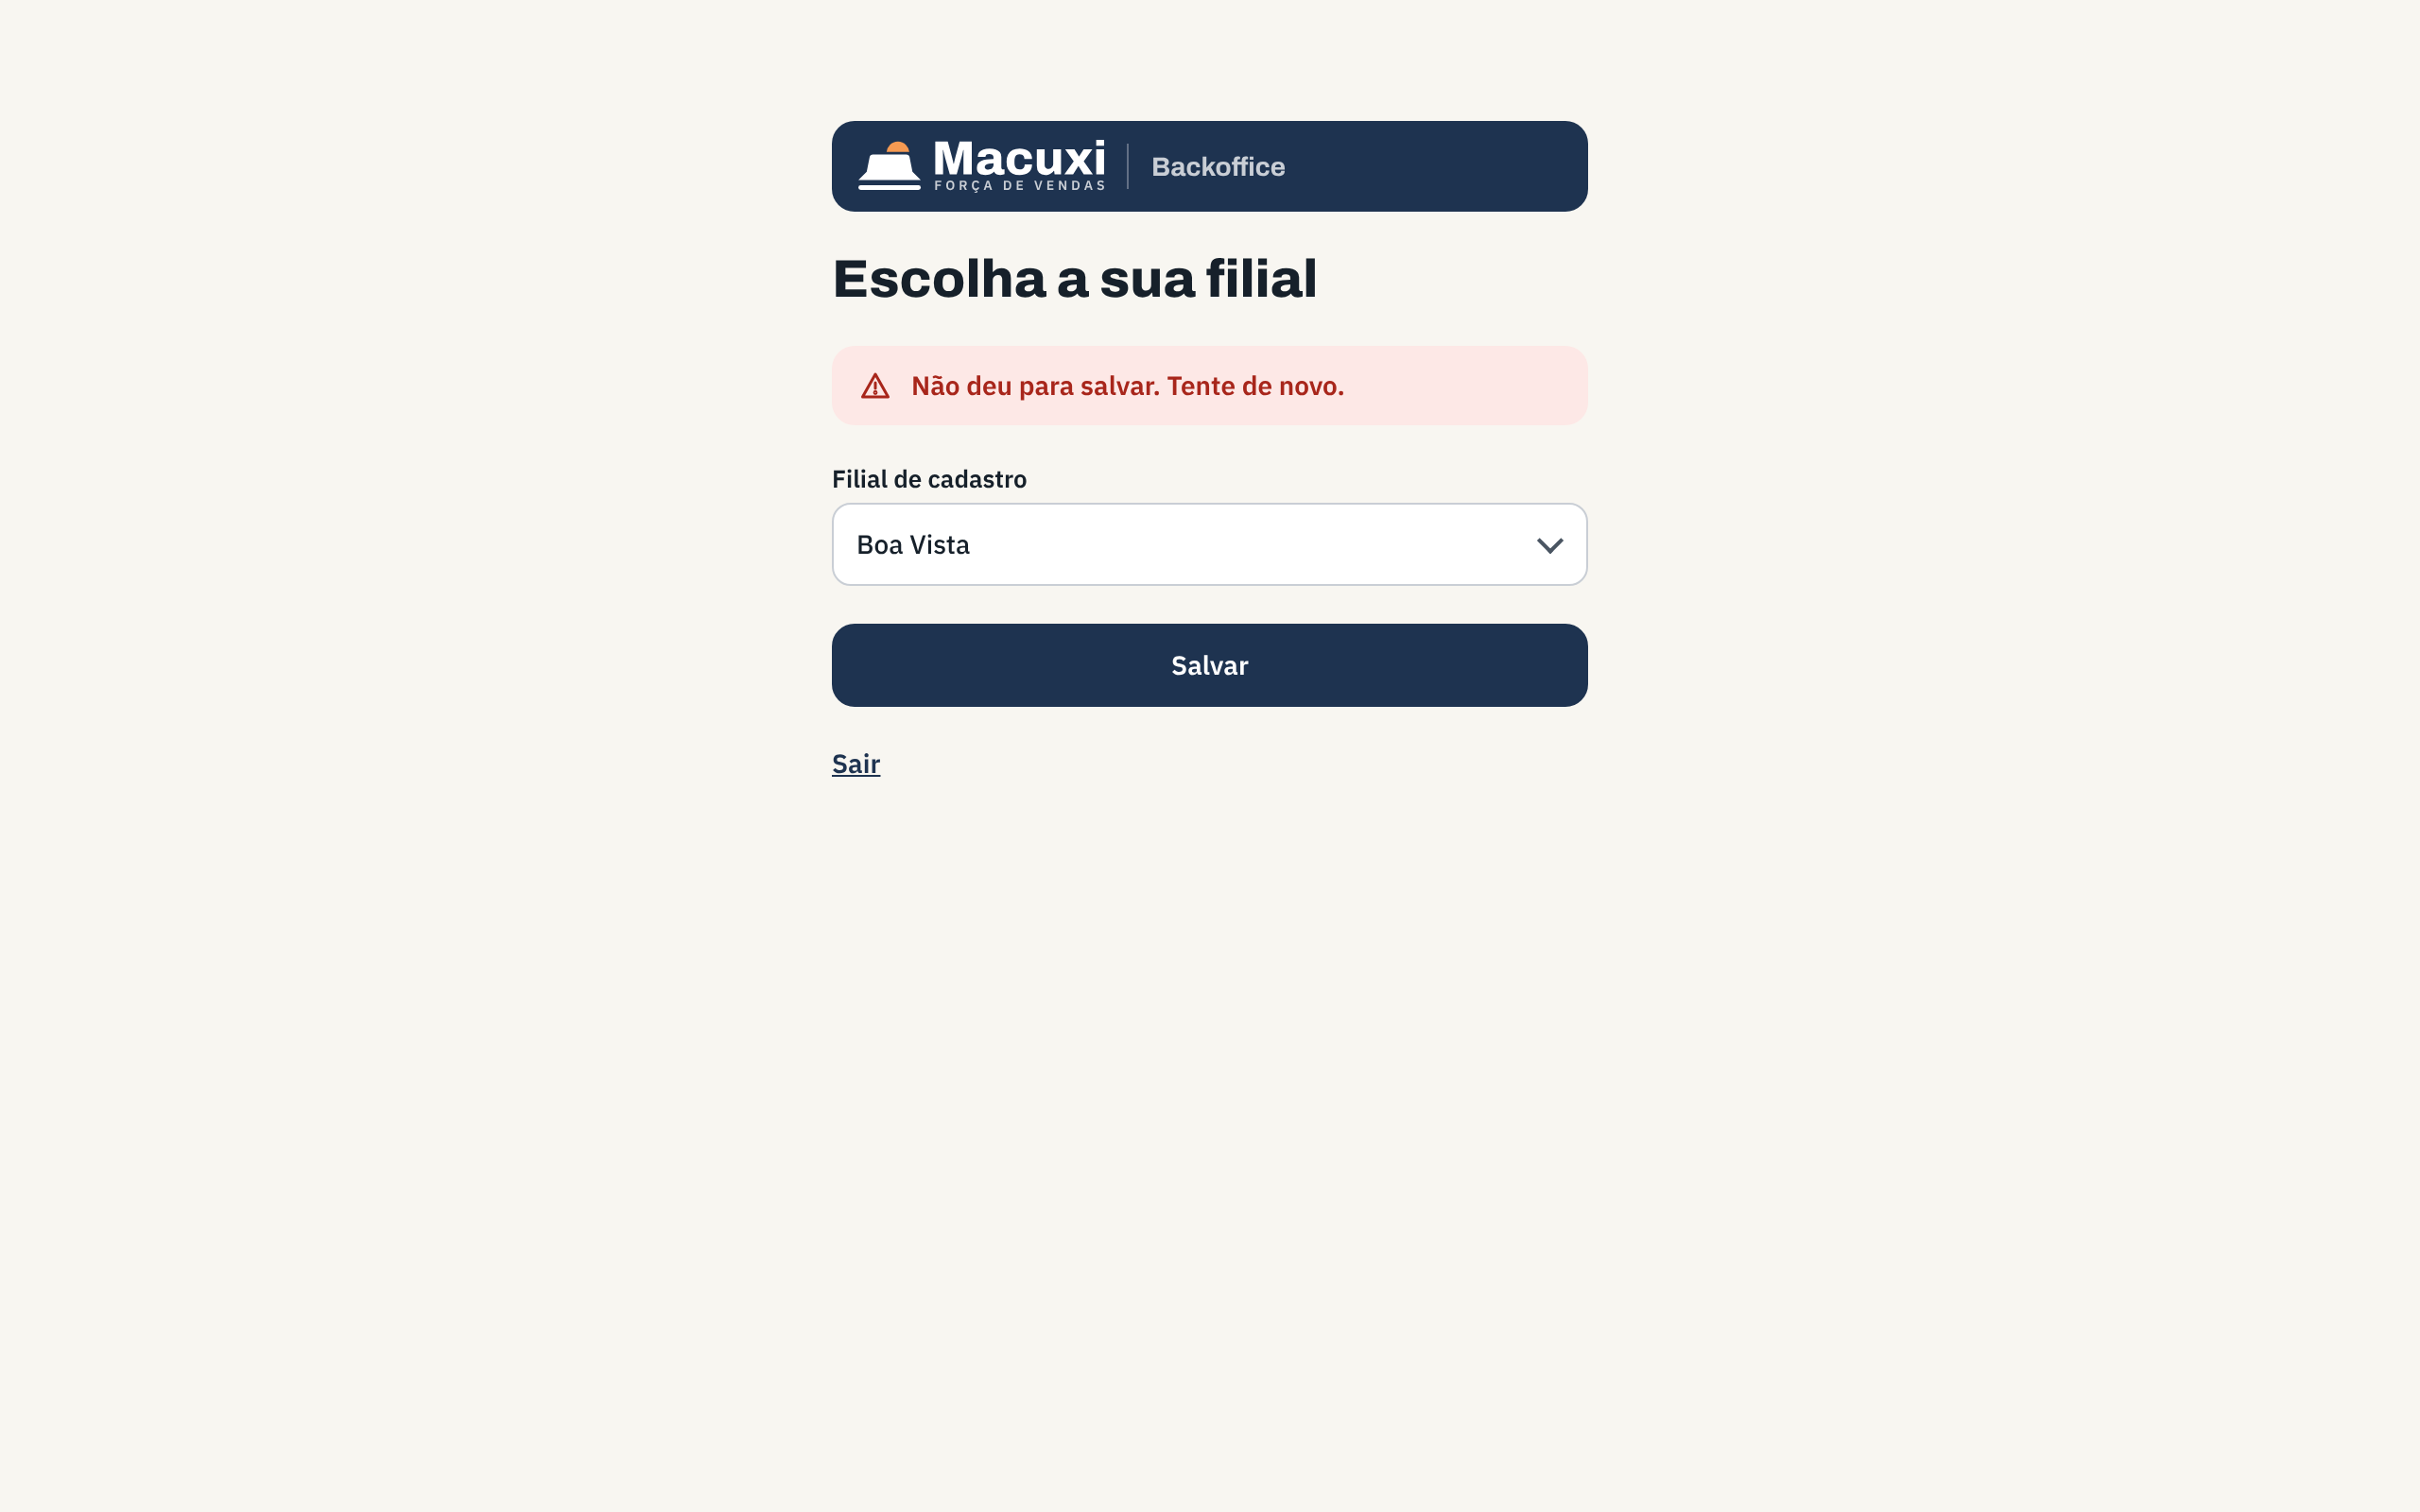 Macuxi
FORÇA DE VENDAS
Backoffice
Escolha a sua filial
Não deu para salvar. Tente de novo.
Filial de cadastro
Boa Vista
Salvar
Sair